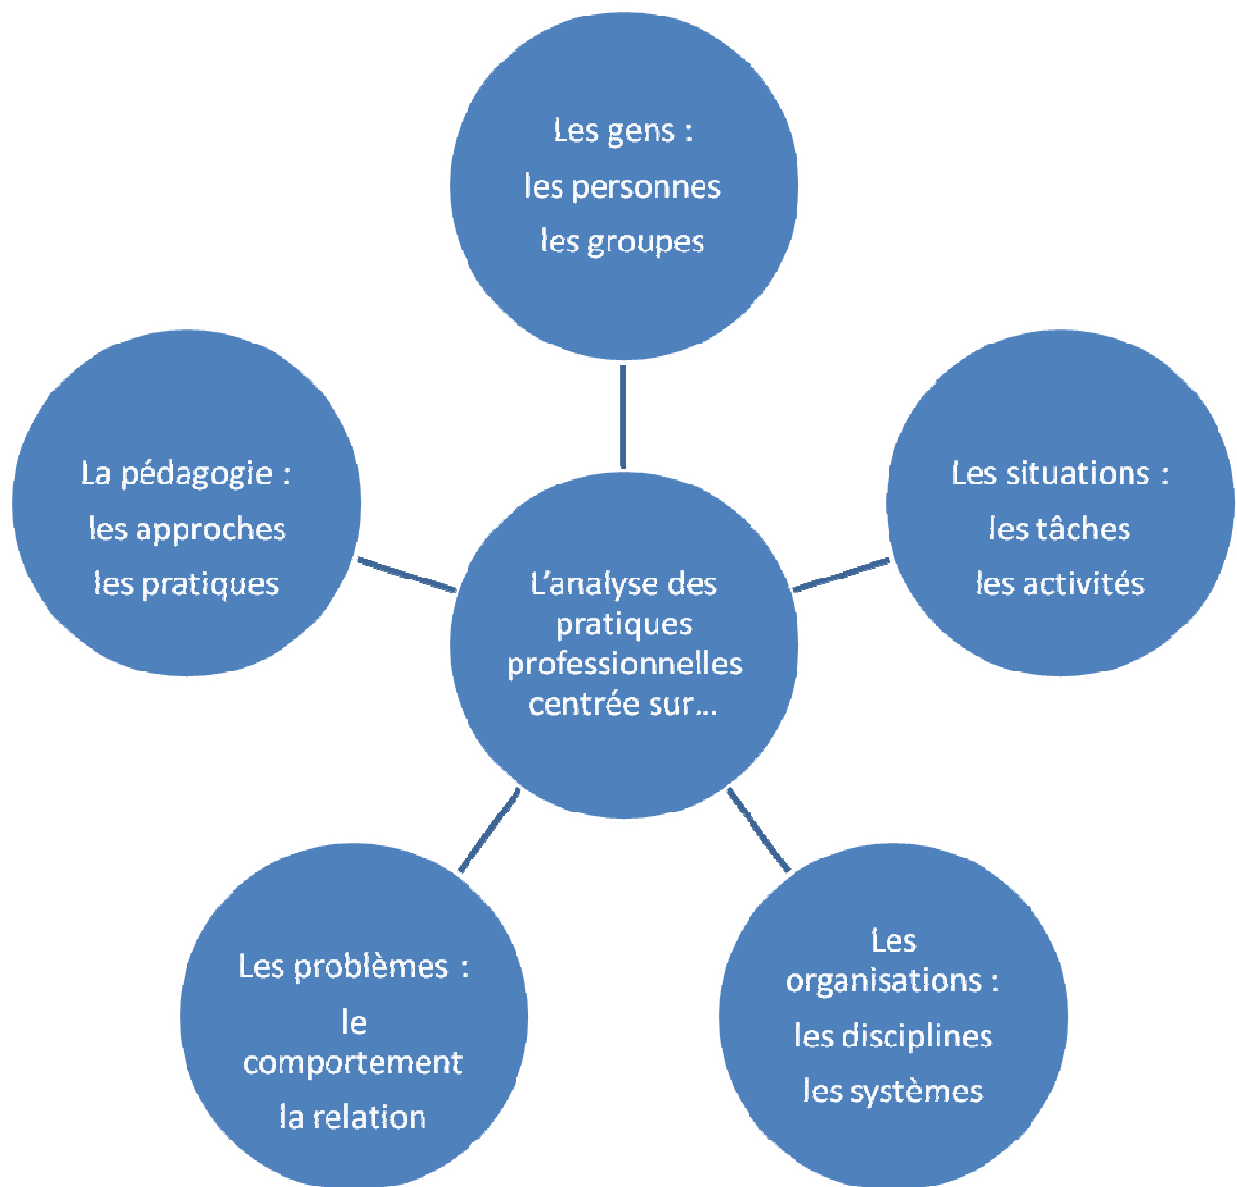 Les gens :
les personnes
les groupes
La pédagogie :
les approches
les pratiques
Les situations :
les tâches
les activités
L'analyse des
pratiques
professionnelles
centrée sur...
Les problèmes :
le
comportement
la relation
Les
organisations :
les disciplines
les systèmes